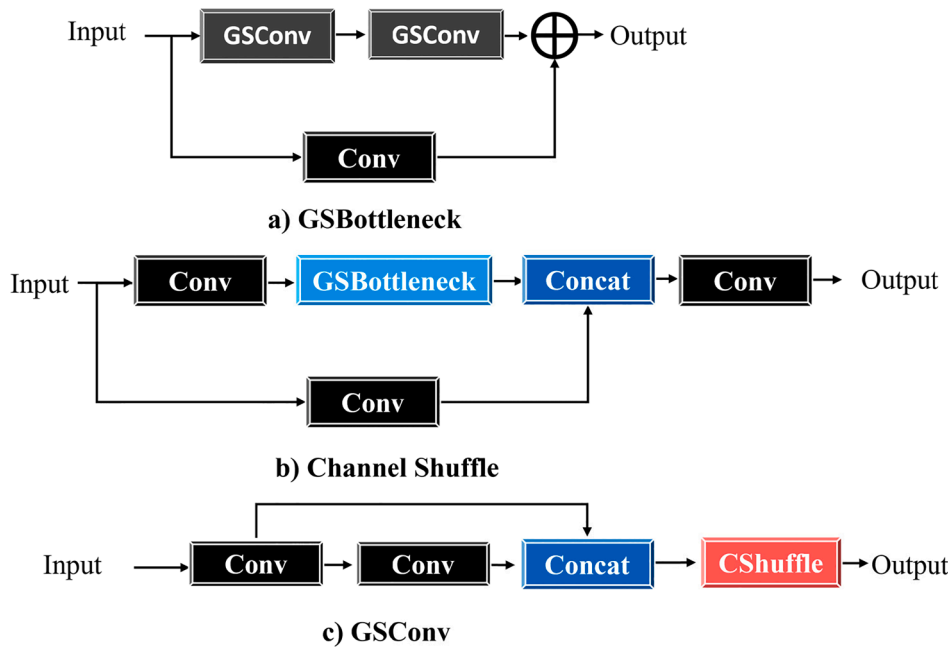 Input GSConv GSConv Output
Conv
a) GSBottleneck
Input Conv GSBottleneck Concat Conv Output
Conv
b) Channel Shuffle
Input Conv Conv Concat CShuffle Output
c) GSConv